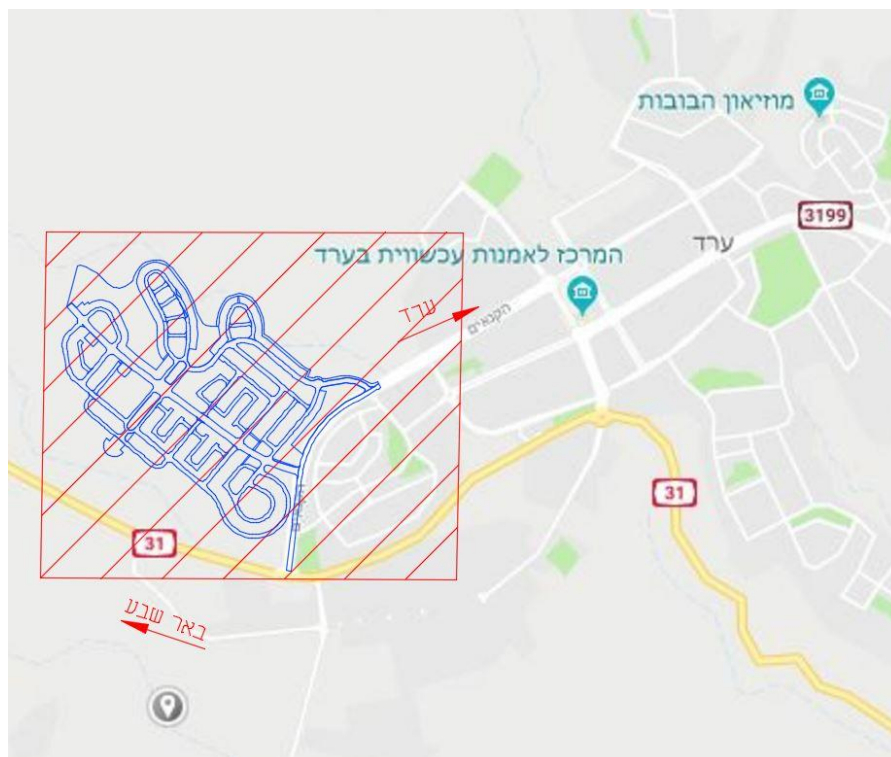 מוזיאון הבובות
3199
ערד
המרכז לאמנות עכשווית בערד
ערד
הקנאים
31
31
באר שבע